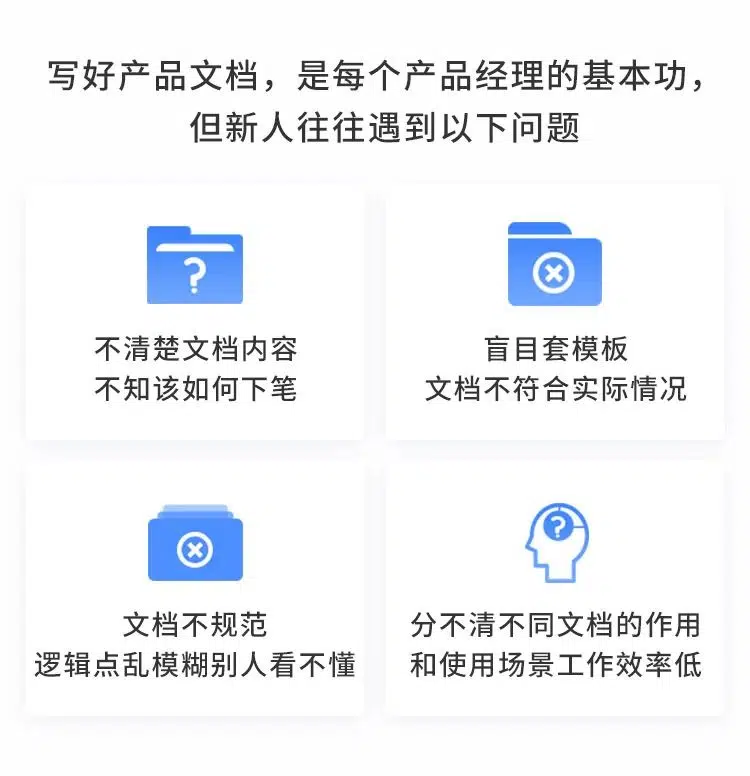 写好产品文档，是每个产品经理的基本功，
但新人往往遇到以下问题
?
不清楚文档内容
不知该如何下笔
盲目套模板
文档不符合实际情况
文档不规范
逻辑点乱模糊别人看不懂
?
分不清不同文档的作用
和使用场景工作效率低